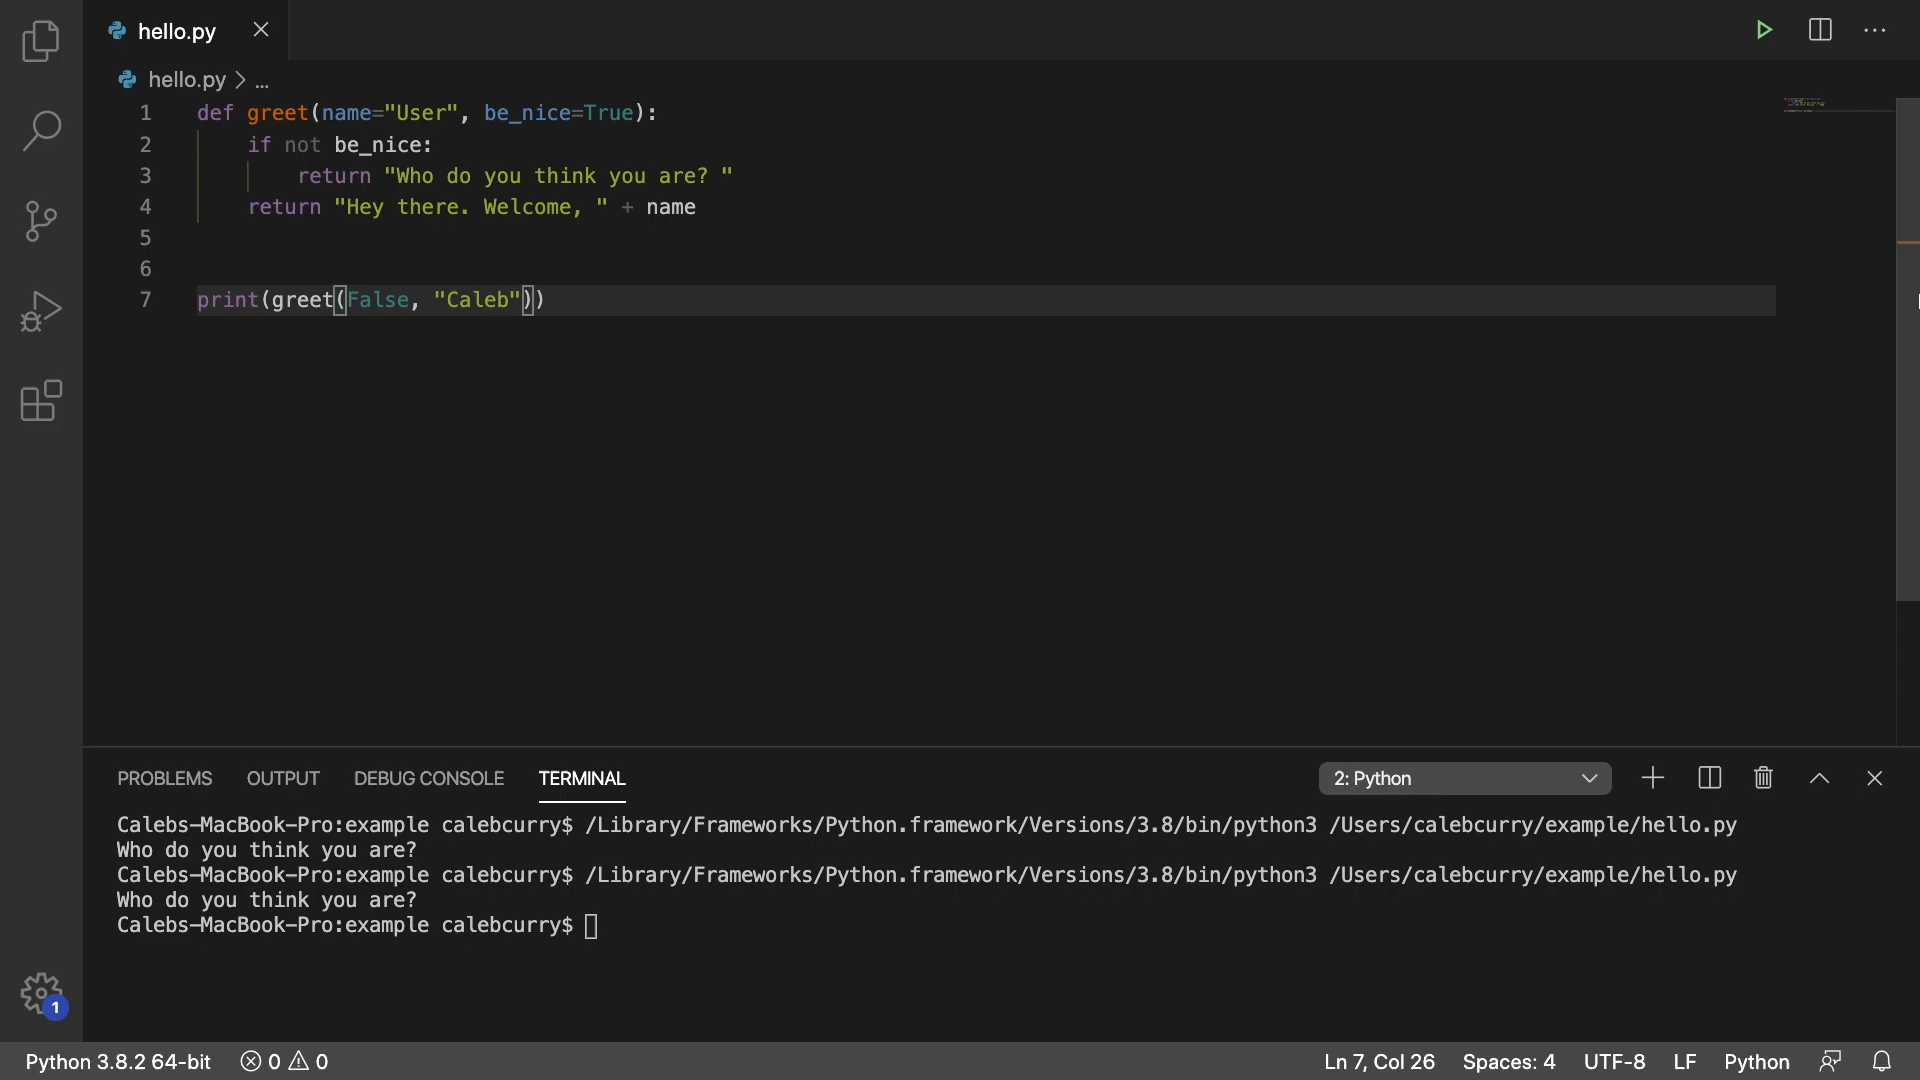 hello.py
hello.py > ...
1 def greet(name="User", be_nice=True):
2 if not be_nice:
3 return "Who do you think you are? "
4 return "Hey there. Welcome, " + name
5
6
7 print(greet(False, "Caleb"))
PROBLEMS OUTPUT DEBUG CONSOLE TERMINAL 2: Python
Calebs-MacBook-Pro:example calebcurry$ /Library/Frameworks/Python.framework/Versions/3.8/bin/python3 /Users/calebcurry/example/hello.py
Who do you think you are?
Calebs-MacBook-Pro:example calebcurry$ /Library/Frameworks/Python.framework/Versions/3.8/bin/python3 /Users/calebcurry/example/hello.py
Who do you think you are?
Calebs-MacBook-Pro:example calebcurry$
1
Python 3.8.2 64-bit 0 0 Ln 7, Col 26 Spaces: 4 UTF-8 LF Python